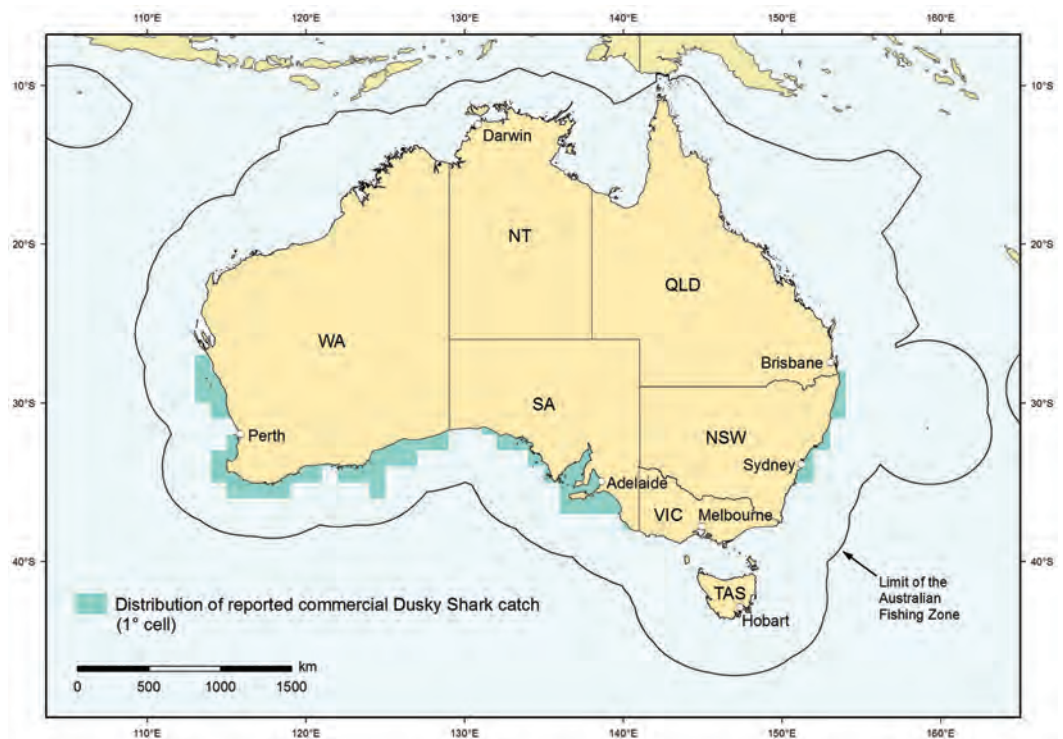 110°E 120°E 130°E 140°E 150°E 160°E
10°S 10°S
Darwin
20°S NT 20°S
QLD
WA
Brisbane
30°S SA 30°S
Perth NSW
Sydney
Adelaide
VIC Melbourne
40°S 40°S
TAS Limit of the
Australian
Fishing Zone
Hobart
Distribution of reported commercial Dusky Shark catch
(1° cell)
km
0 500 1000 1500
110°E 120°E 130°E 140°E 150°E 160°E